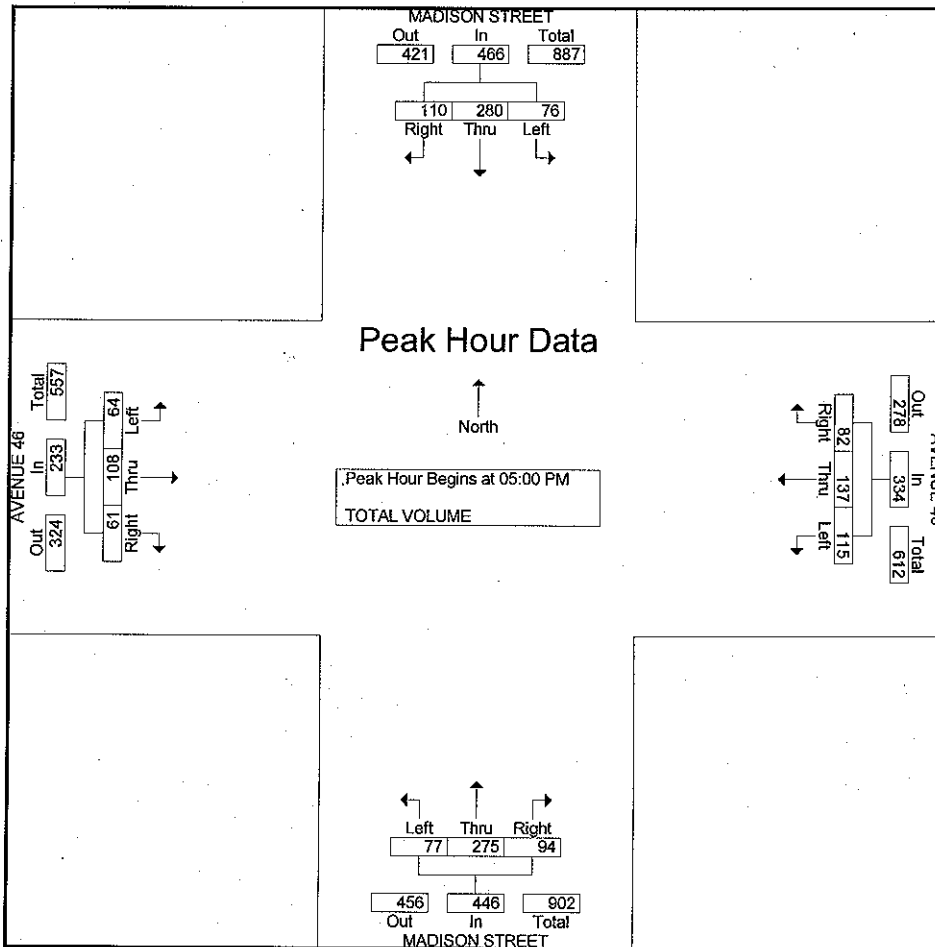 MADISON STREET
Out In Total
421 466 887
110 280 76
Right Thru Left
Peak Hour Data
North
Peak Hour Begins at 05:00 PM
TOTAL VOLUME
AVENUE 46
Out In Total
324 233 557
Left Thru Right
64 108 61
Out In Total
278 334 612
Right Thru Left
82 137 115
Left Thru Right
77 275 94
456 446 902
Out In Total
MADISON STREET